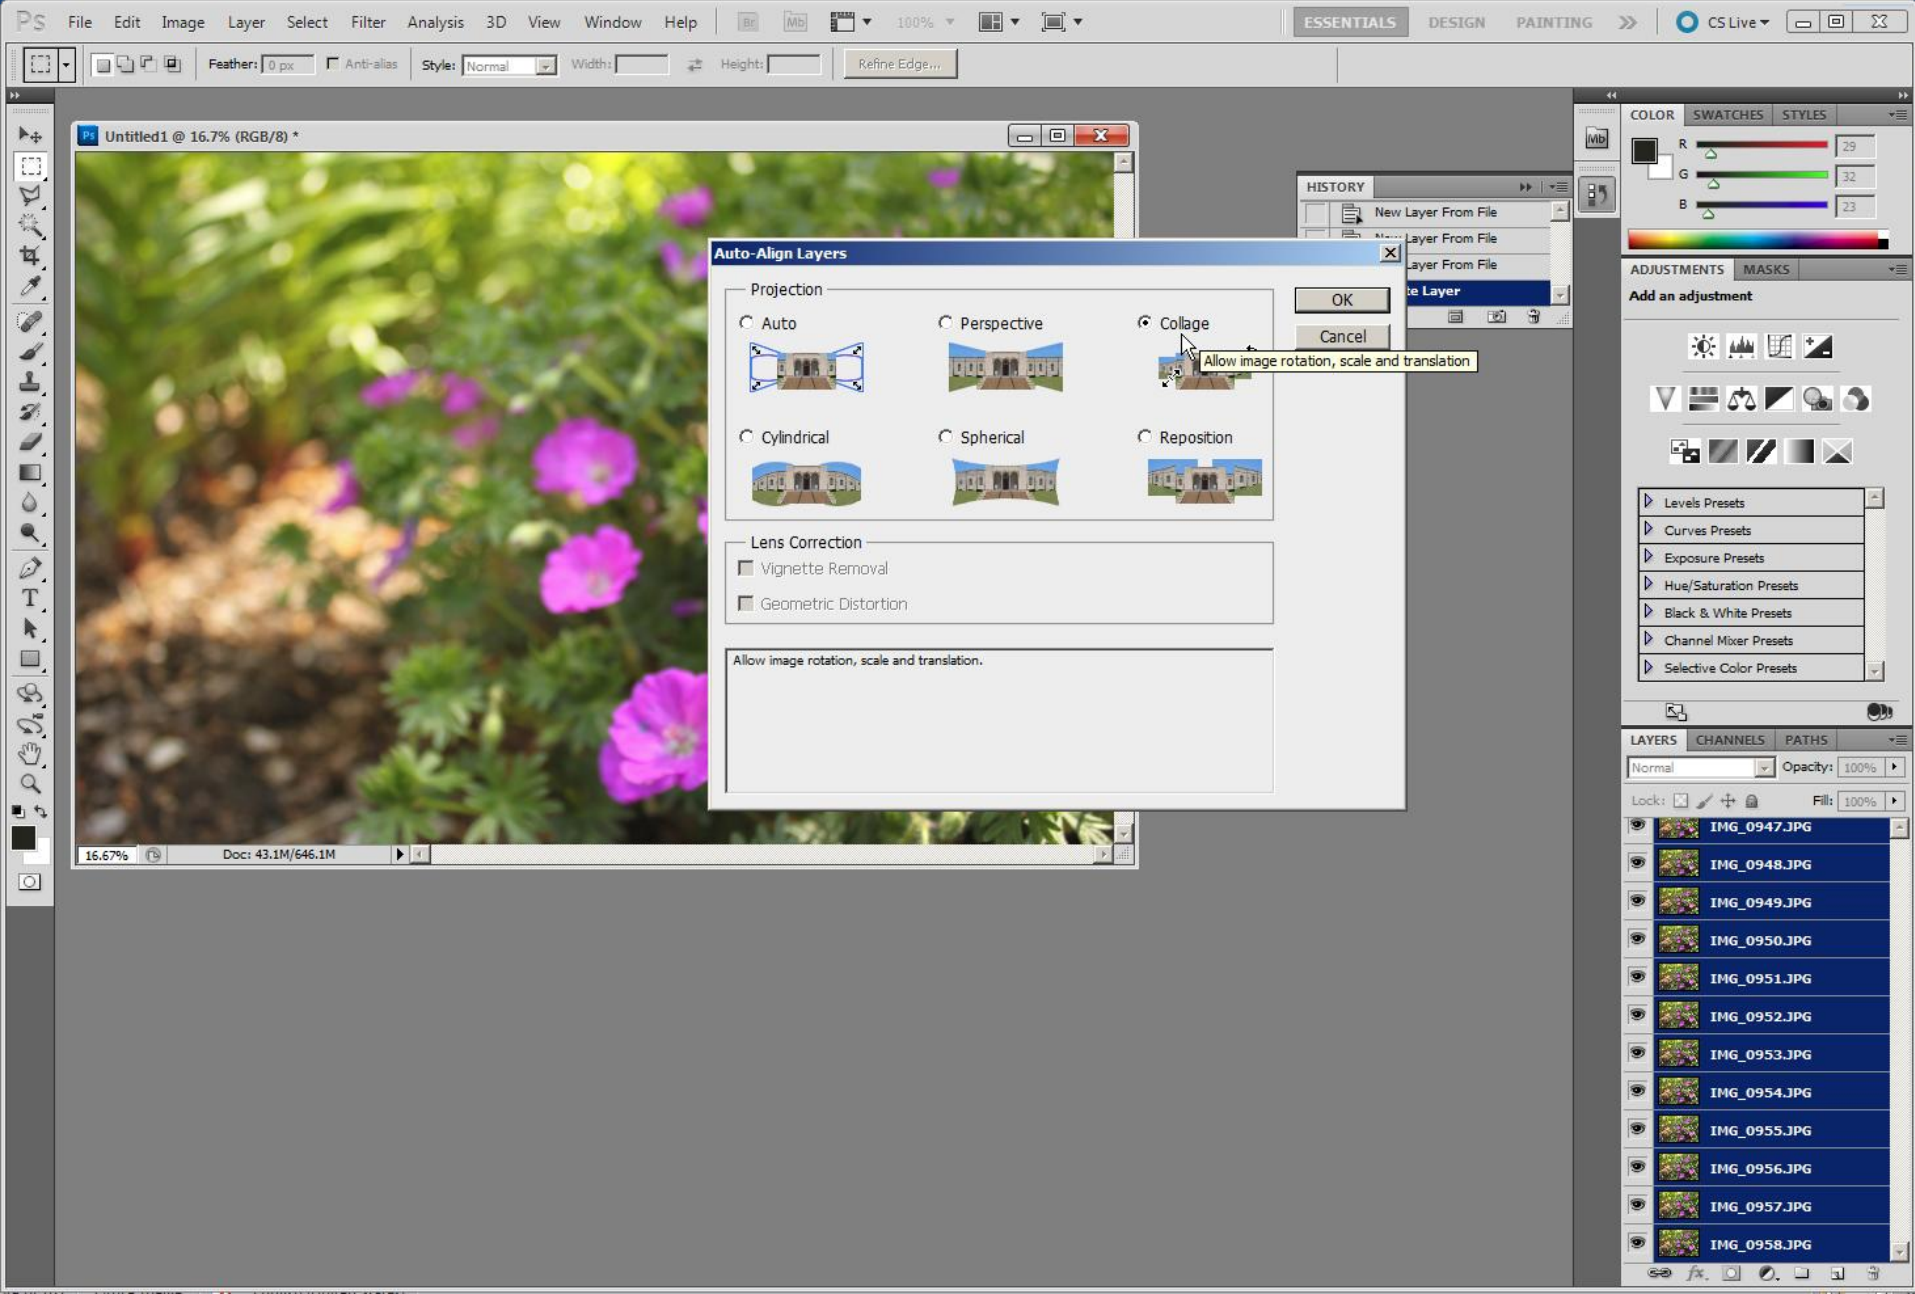 Ps File Edit Image Layer Select Filter Analysis 3D View Window Help Br Mb 100% ESSENTIALS DESIGN PAINTING CS Live
Feather: 0 px Anti-alias Style: Normal Width: Height: Refine Edge...
Ps Untitled1 @ 16.7% (RGB/8) *
16.67% Doc: 43.1M/646.1M
HISTORY
New Layer From File
Layer From File
Layer From File
Layer
Auto-Align Layers
Projection
Auto
Perspective
Collage
Cylindrical
Spherical
Reposition
OK
Cancel
Allow image rotation, scale and translation
Lens Correction
Vignette Removal
Geometric Distortion
Allow image rotation, scale and translation.
Mb
COLOR SWATCHES STYLES
R 29
G 32
B 23
ADJUSTMENTS MASKS
Add an adjustment
Levels Presets
Curves Presets
Exposure Presets
Hue/Saturation Presets
Black & White Presets
Channel Mixer Presets
Selective Color Presets
LAYERS CHANNELS PATHS
Normal Opacity: 100%
Lock: Fill: 100%
IMG_0947.JPG
IMG_0948.JPG
IMG_0949.JPG
IMG_0950.JPG
IMG_0951.JPG
IMG_0952.JPG
IMG_0953.JPG
IMG_0954.JPG
IMG_0955.JPG
IMG_0956.JPG
IMG_0957.JPG
IMG_0958.JPG
fx.